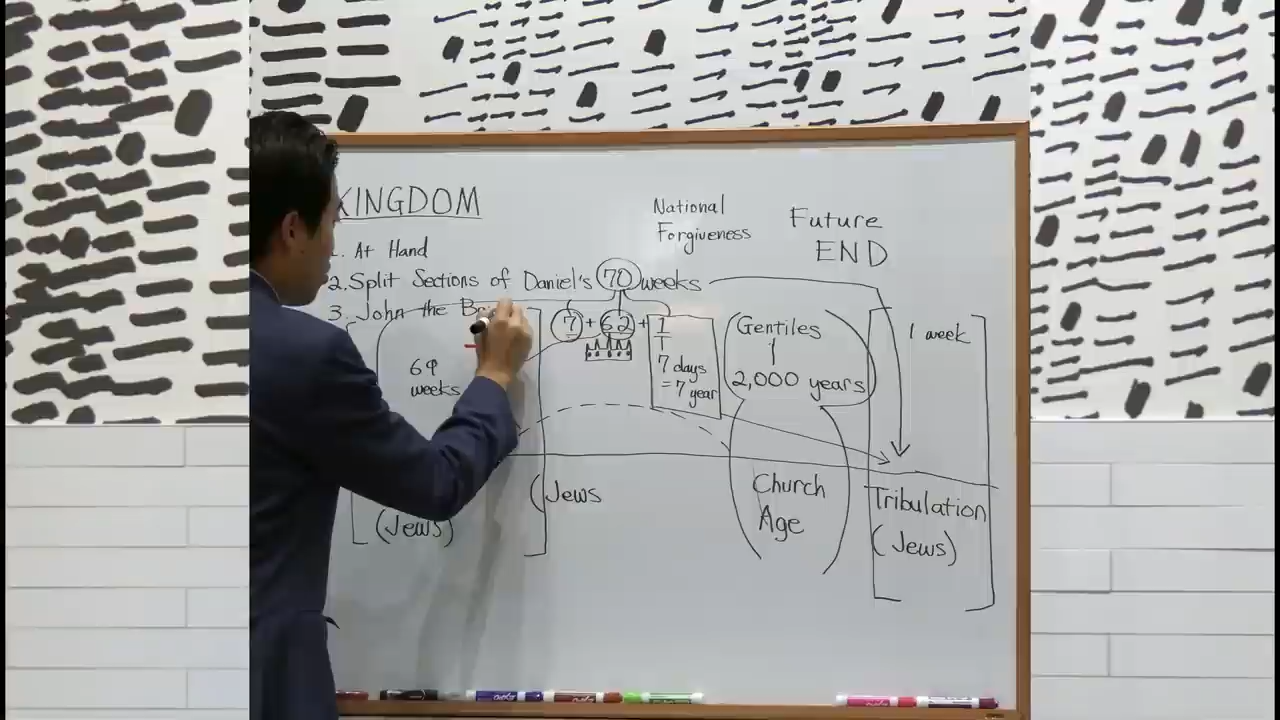 KINGDOM
National
Forgiveness
Future
END
1. At Hand
2. Split Sections of Daniel's 70 weeks
3. John the
7 + 62 + 1
7 days
= 7 year
Gentiles
2,000 years
1 week
69
weeks
(Jews)
(Jews
Church
Age
Tribulation
(Jews)